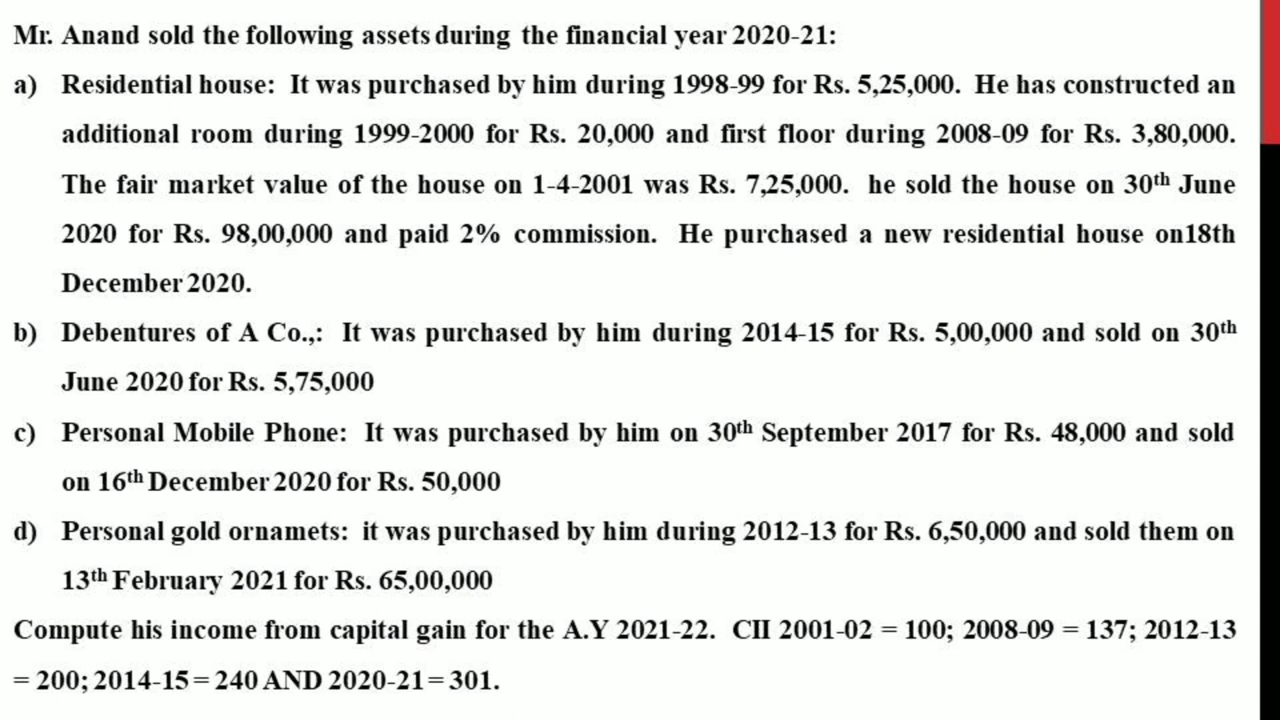 Mr. Anand sold the following assets during the financial year 2020-21:
a) Residential house: It was purchased by him during 1998-99 for Rs. 5,25,000. He has constructed an
additional room during 1999-2000 for Rs. 20,000 and first floor during 2008-09 for Rs. 3,80,000.
The fair market value of the house on 1-4-2001 was Rs. 7,25,000. he sold the house on 30th June
2020 for Rs. 98,00,000 and paid 2% commission. He purchased a new residential house on18th
December 2020.
b) Debentures of A Co.,: It was purchased by him during 2014-15 for Rs. 5,00,000 and sold on 30th
June 2020 for Rs. 5,75,000
c) Personal Mobile Phone: It was purchased by him on 30th September 2017 for Rs. 48,000 and sold
on 16th December 2020 for Rs. 50,000
d) Personal gold ornamets: it was purchased by him during 2012-13 for Rs. 6,50,000 and sold them on
13th February 2021 for Rs. 65,00,000
Compute his income from capital gain for the A.Y 2021-22. CII 2001-02 = 100; 2008-09 = 137; 2012-13
= 200; 2014-15 = 240 AND 2020-21 = 301.